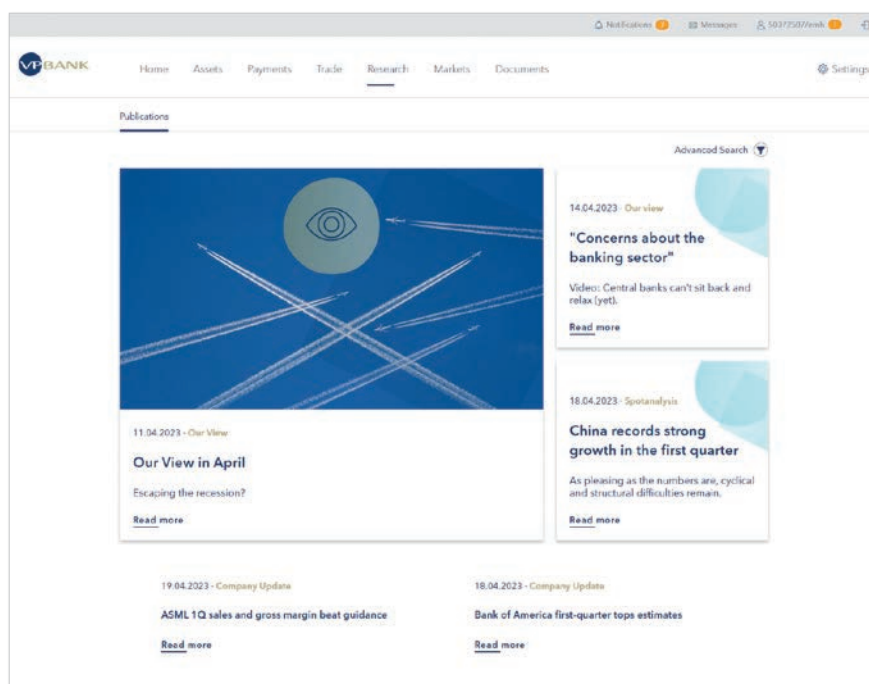 Notifications
Messages
VP BANK
Home Assets Payments Trade Research Markets Documents
Settings
Publications
Advanced Search
11.04.2023 - Our View
Our View in April
Escaping the recession?
Read more
14.04.2023 - Our view
"Concerns about the
banking sector"
Video: Central banks can't sit back and
relax (yet).
Read more
18.04.2023 - Spotanalysis
China records strong
growth in the first quarter
As pleasing as the numbers are, cyclical
and structural difficulties remain.
Read more
19.04.2023 - Company Update
ASML 1Q sales and gross margin beat guidance
Read more
18.04.2023 - Company Update
Bank of America first-quarter tops estimates
Read more